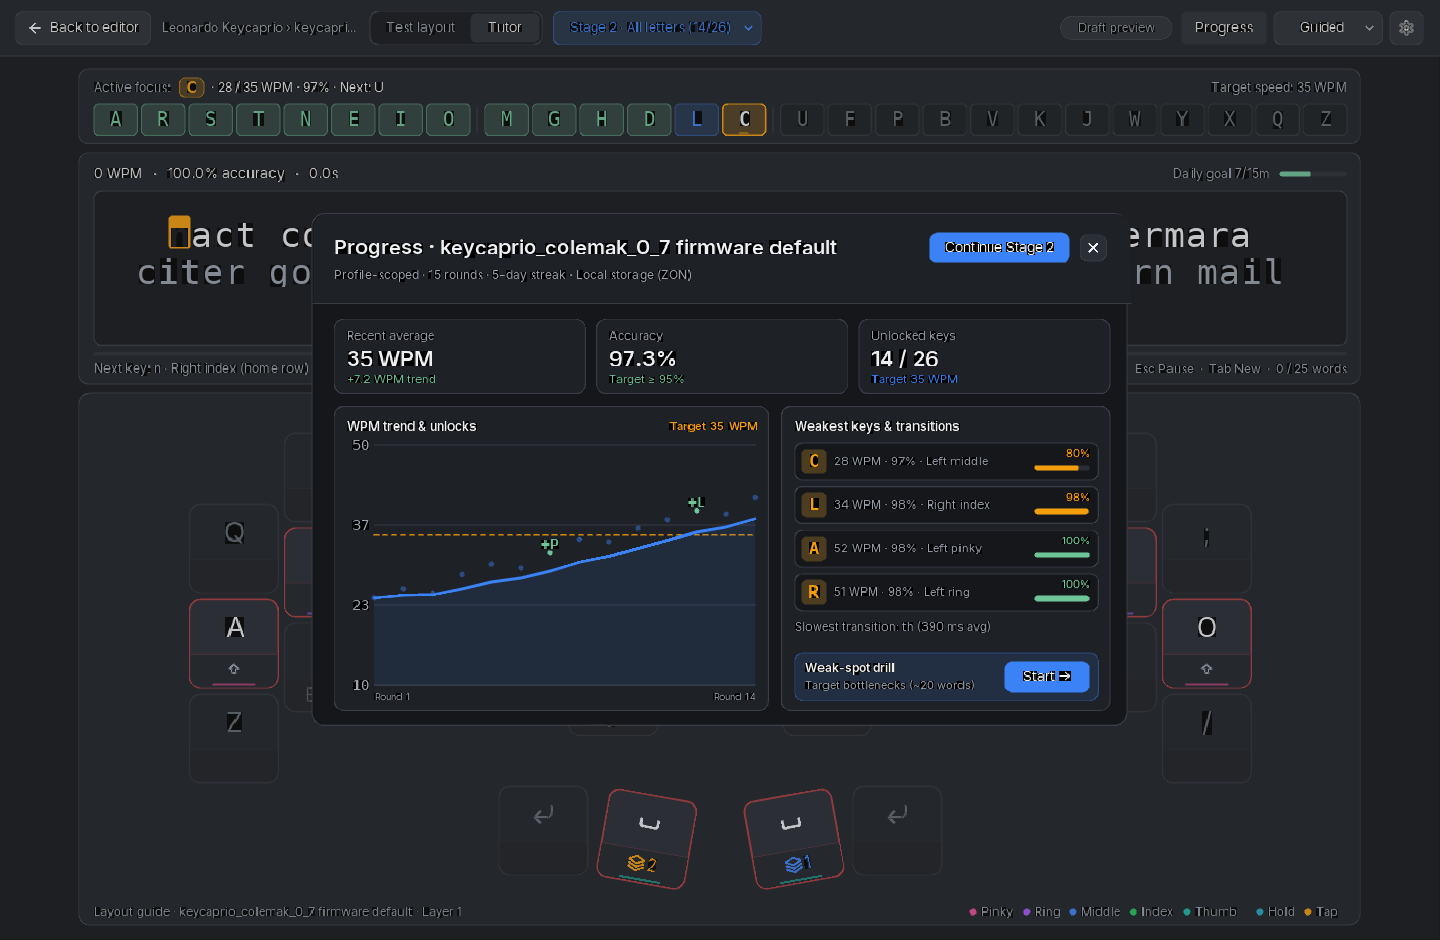 Back to editor
Leonardo Keycaprio › keycapri...
Test layout
Tutor
Stage 2 · All letters (14/26)
Draft preview
Progress
Guided
Active focus: C · 28 / 35 WPM · 97% · Next: U
Target speed: 35 WPM
A R S T N E I O M G H D L C U F P B V K J W Y X Q Z
0 WPM · 100.0% accuracy · 0.0s
Daily goal 7/15m
nact co
ermara
citer go
rn mail
Next key: n · Right index (home row)
Esc Pause · Tab New · 0 / 25 words
Progress · keycaprio_colemak_0_7 firmware default
Continue Stage 2
Profile-scoped · 15 rounds · 5-day streak · Local storage (ZON)
Recent average
35 WPM
+7.2 WPM trend
Accuracy
97.3%
Target ≥ 95%
Unlocked keys
14 / 26
Target 35 WPM
WPM trend & unlocks
Target 35 WPM
50
37
23
10
+P
+L
Round 1
Round 14
Weakest keys & transitions
C 28 WPM · 97% · Left middle 80%
L 34 WPM · 98% · Right index 98%
A 52 WPM · 98% · Left pinky 100%
R 51 WPM · 98% · Left ring 100%
Slowest transition: th (390 ms avg)
Weak-spot drill
Target bottlenecks (~20 words)
Start →
Q
;
A
O
Z
/
2
1
Layout guide · keycaprio_colemak_0_7 firmware default · Layer 1
Pinky Ring Middle Index Thumb Hold Tap